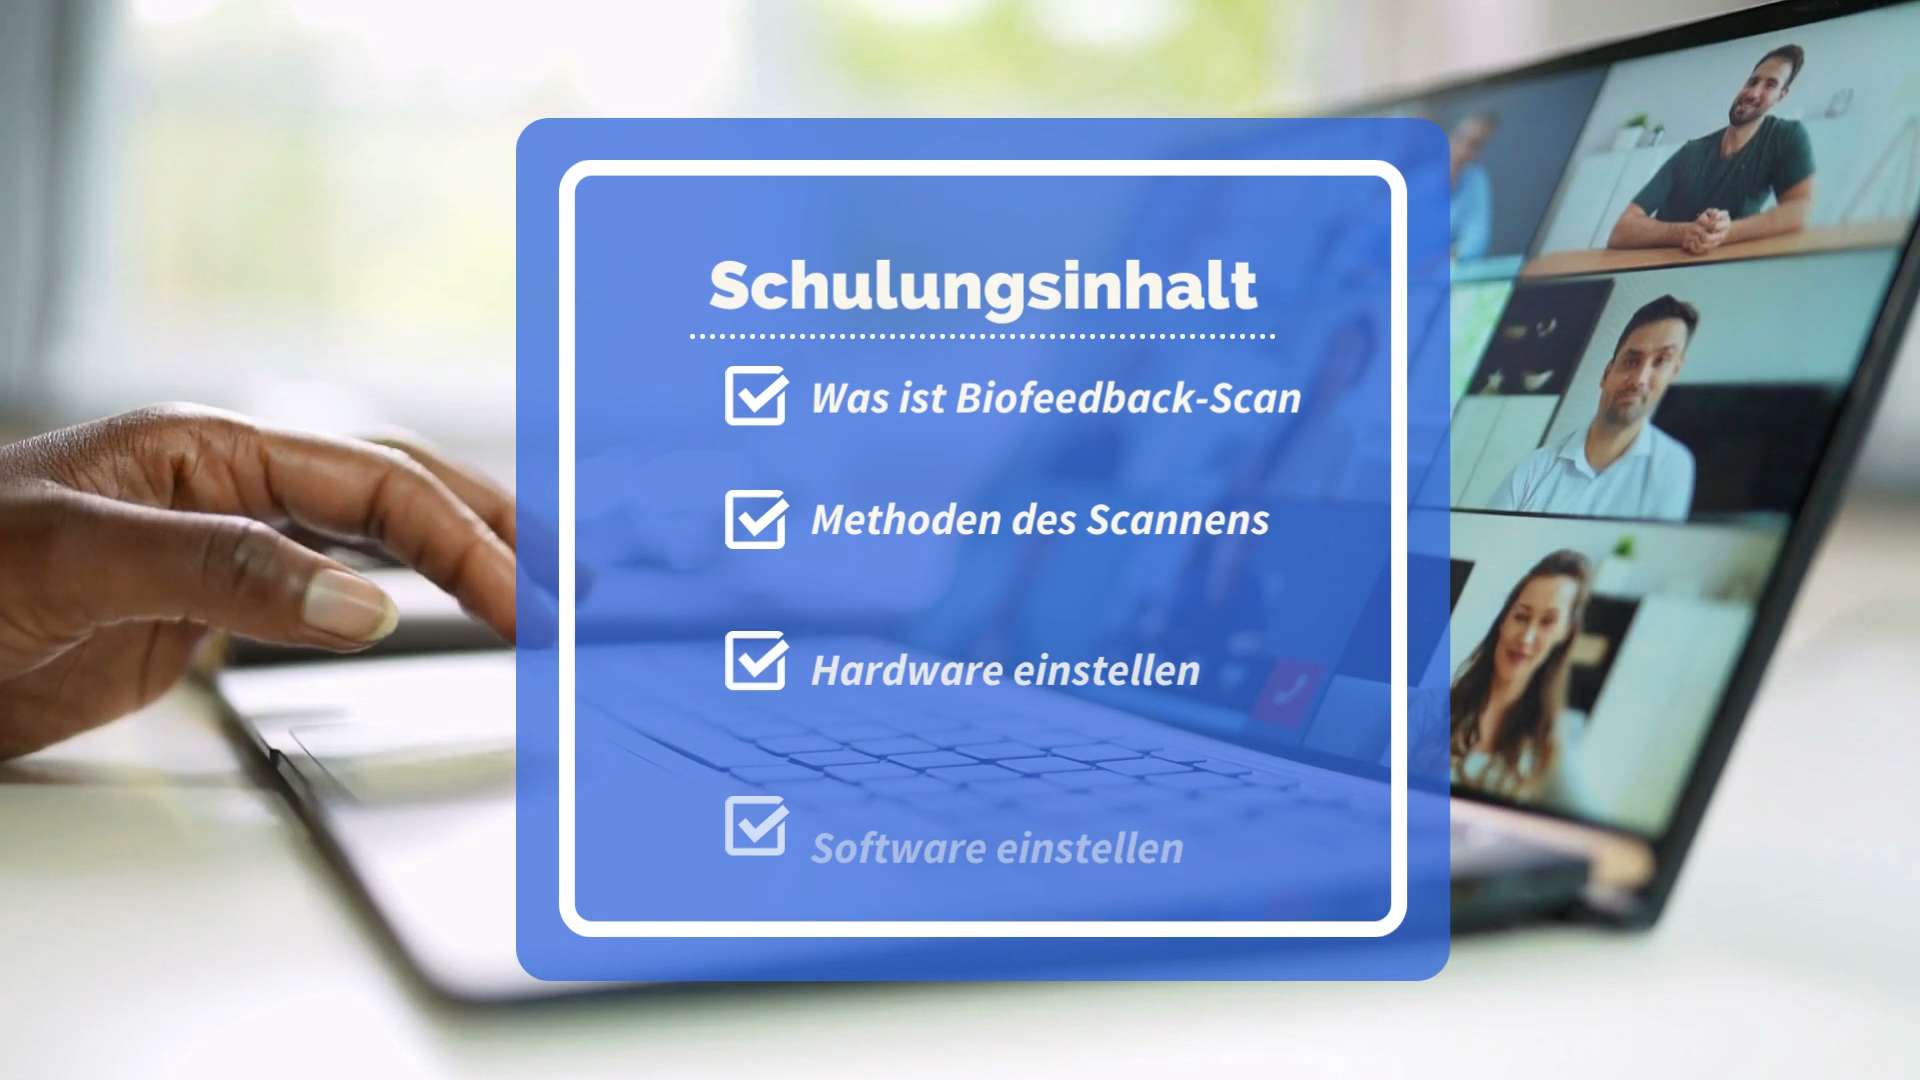 Schulungsinhalt
Was ist Biofeedback-Scan
Methoden des Scannens
Hardware einstellen
Software einstellen